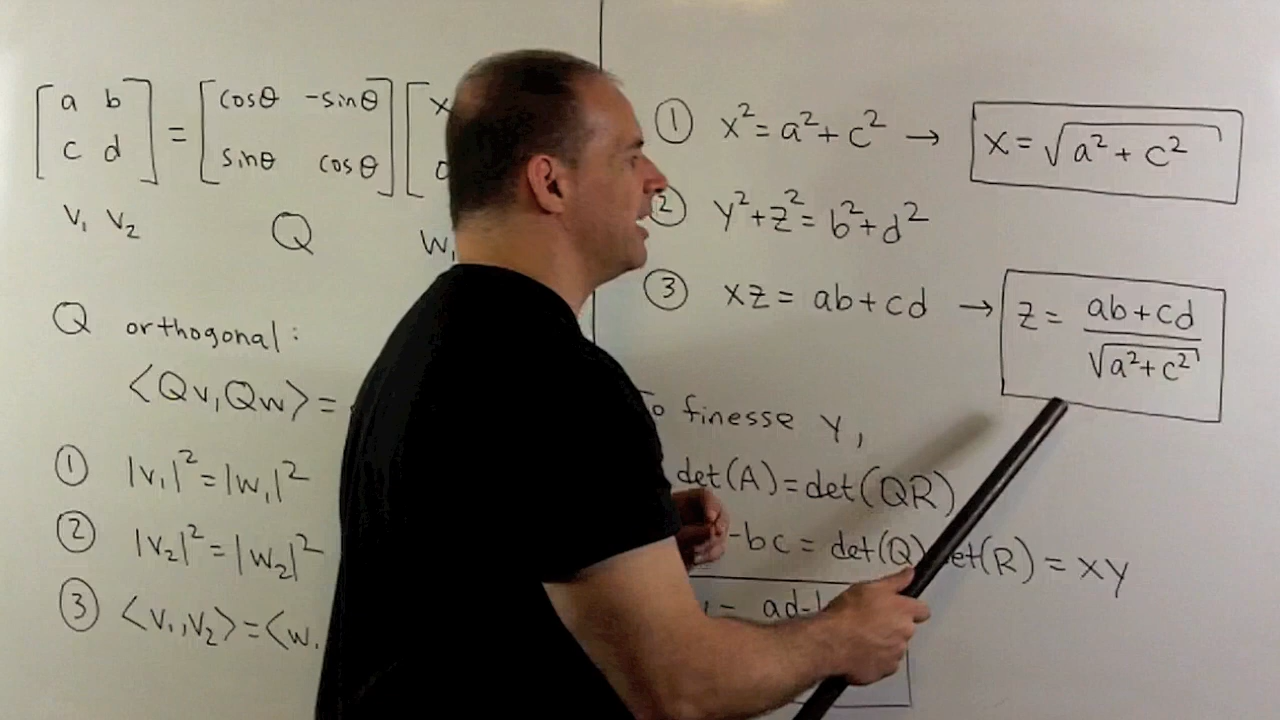 [a b
c d] = [cosθ -sinθ
sinθ cosθ] [x
v₁ v₂ Q w₁
Q orthogonal:
⟨Qv,Qw⟩=
① |v₁|²=|w₁|²
② |v₂|²=|w₂|²
③ ⟨v₁,v₂⟩=⟨w
① x²=a²+c² → x=√(a²+c²)
② y²+z²=b²+d²
③ xz=ab+cd → z= (ab+cd)/√(a²+c²)
finesse y,
det(A)=det(QR)
-bc = det(Q) et(R) = xy
= ad-b